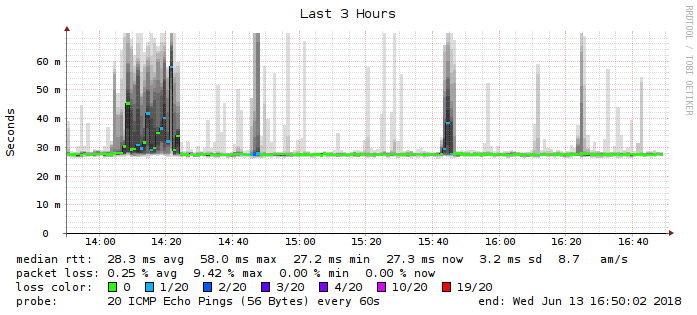 Last 3 Hours
RRDTOOL / TOBI OETIKER
Seconds
60 m
50 m
40 m
30 m
20 m
10 m
0
14:00 14:20 14:40 15:00 15:20 15:40 16:00 16:20 16:40
median rtt: 28.3 ms avg 58.0 ms max 27.2 ms min 27.3 ms now 3.2 ms sd 8.7 am/s
packet loss: 0.25 % avg 9.42 % max 0.00 % min 0.00 % now
loss color: 0 1/20 2/20 3/20 4/20 10/20 19/20
probe: 20 ICMP Echo Pings (56 Bytes) every 60s end: Wed Jun 13 16:50:02 2018